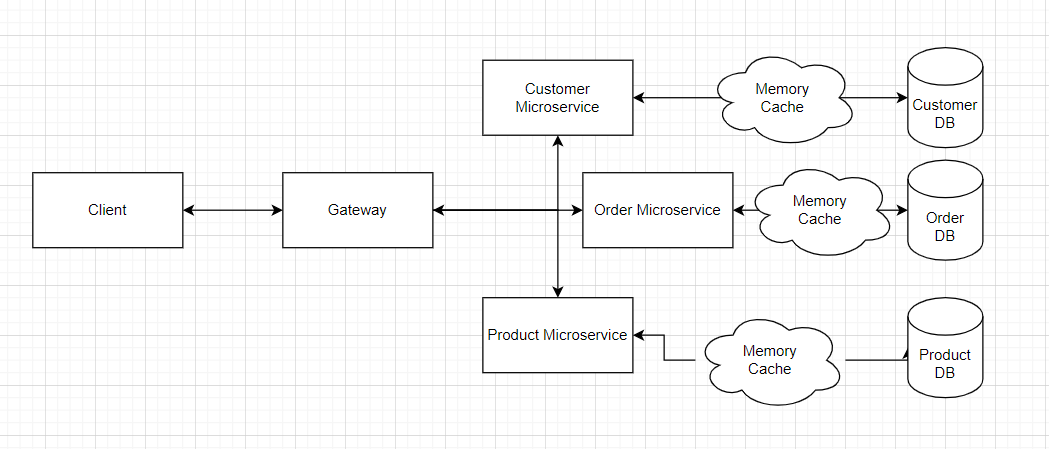 Customer
Microservice
Memory
Cache
Customer
DB
Client
Gateway
Order Microservice
Memory
Cache
Order
DB
Product Microservice
Memory
Cache
Product
DB